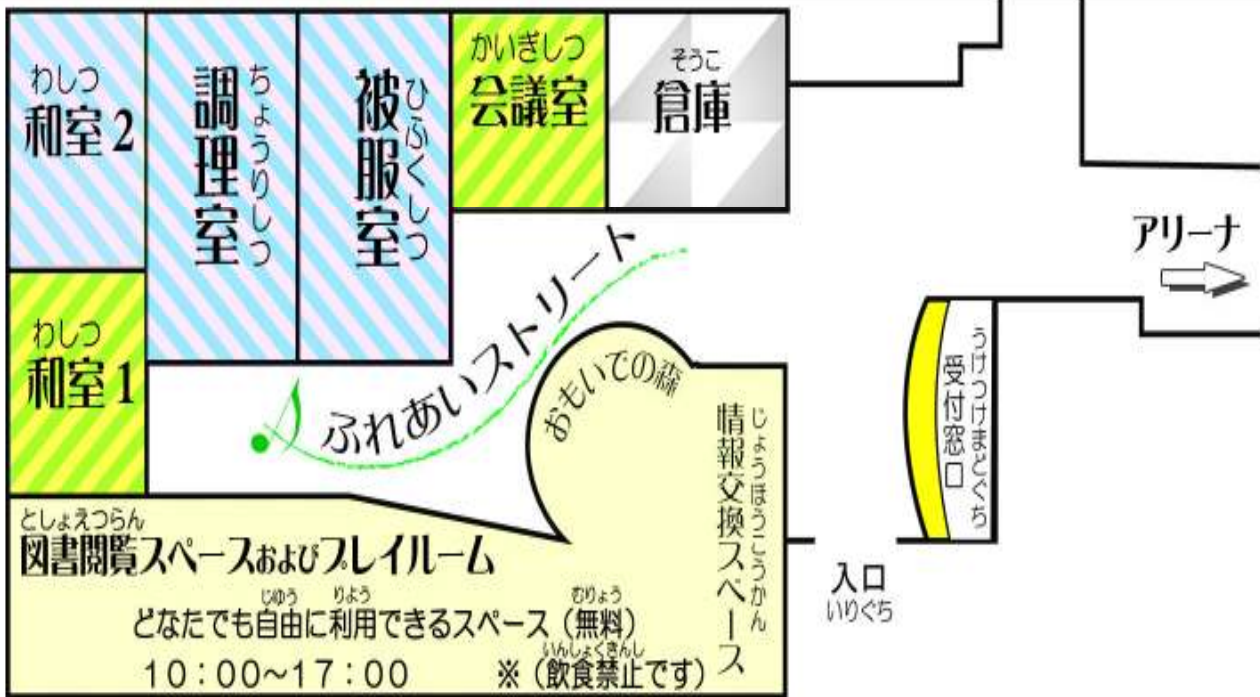 わしつ
和室2
ちょうりしつ
調理室
ひふくしつ
被服室
かいぎしつ
会議室
そうこ
倉庫
アリーナ
わしつ
和室1
ふれあいストリート
おもいでの森
じょうほうこうかん
情報交換スペース
うけつけまどぐち
受付窓口
としょえつらん
図書閲覧スペースおよびプレイルーム
じゆう りよう むりょう
どなたでも自由に利用できるスペース（無料）
いんしょくきんし
10：00～17：00 ※（飲食禁止です）
入口
いりぐち